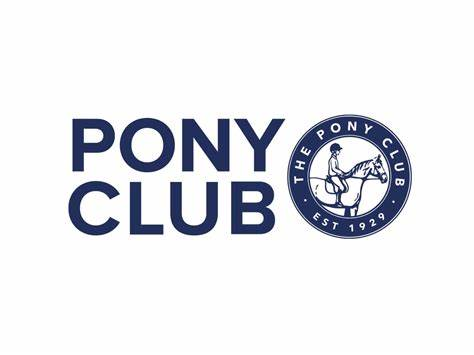 PONY
CLUB
THE PONY CLUB
· EST 1929 ·